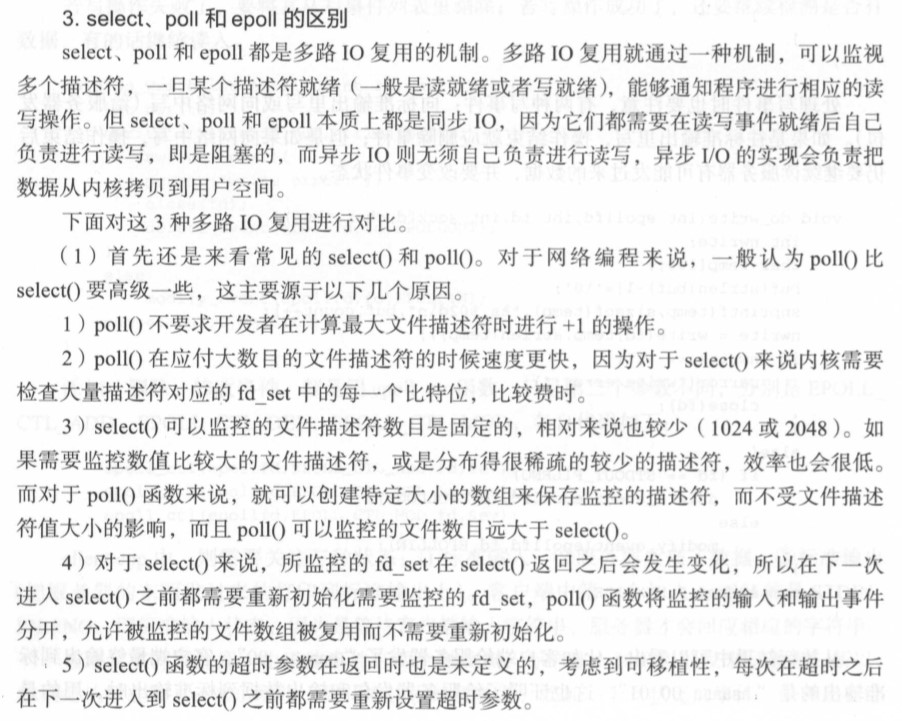 3. select、poll 和 epoll 的区别
select、poll 和 epoll 都是多路 IO 复用的机制。多路 IO 复用就通过一种机制，可以监视
多个描述符，一旦某个描述符就绪（一般是读就绪或者写就绪），能够通知程序进行相应的读
写操作。但 select、poll 和 epoll 本质上都是同步 IO，因为它们都需要在读写事件就绪后自己
负责进行读写，即是阻塞的，而异步 IO 则无须自己负责进行读写，异步 I/O 的实现会负责把
数据从内核拷贝到用户空间。
下面对这 3 种多路 IO 复用进行对比。
（1）首先还是来看常见的 select() 和 poll()。对于网络编程来说，一般认为 poll() 比
select() 要高级一些，这主要源于以下几个原因。
1）poll() 不要求开发者在计算最大文件描述符时进行 +1 的操作。
2）poll() 在应付大数目的文件描述符的时候速度更快，因为对于 select() 来说内核需要
检查大量描述符对应的 fd_set 中的每一个比特位，比较费时。
3）select() 可以监控的文件描述符数目是固定的，相对来说也较少（1024 或 2048）。如
果需要监控数值比较大的文件描述符，或是分布得很稀疏的较少的描述符，效率也会很低。
而对于 poll() 函数来说，就可以创建特定大小的数组来保存监控的描述符，而不受文件描述
符值大小的影响，而且 poll() 可以监控的文件数目远大于 select()。
4）对于 select() 来说，所监控的 fd_set 在 select() 返回之后会发生变化，所以在下一次
进入 select() 之前都需要重新初始化需要监控的 fd_set，poll() 函数将监控的输入和输出事件
分开，允许被监控的文件数组被复用而不需要重新初始化。
5）select() 函数的超时参数在返回时也是未定义的，考虑到可移植性，每次在超时之后
在下一次进入到 select() 之前都需要重新设置超时参数。